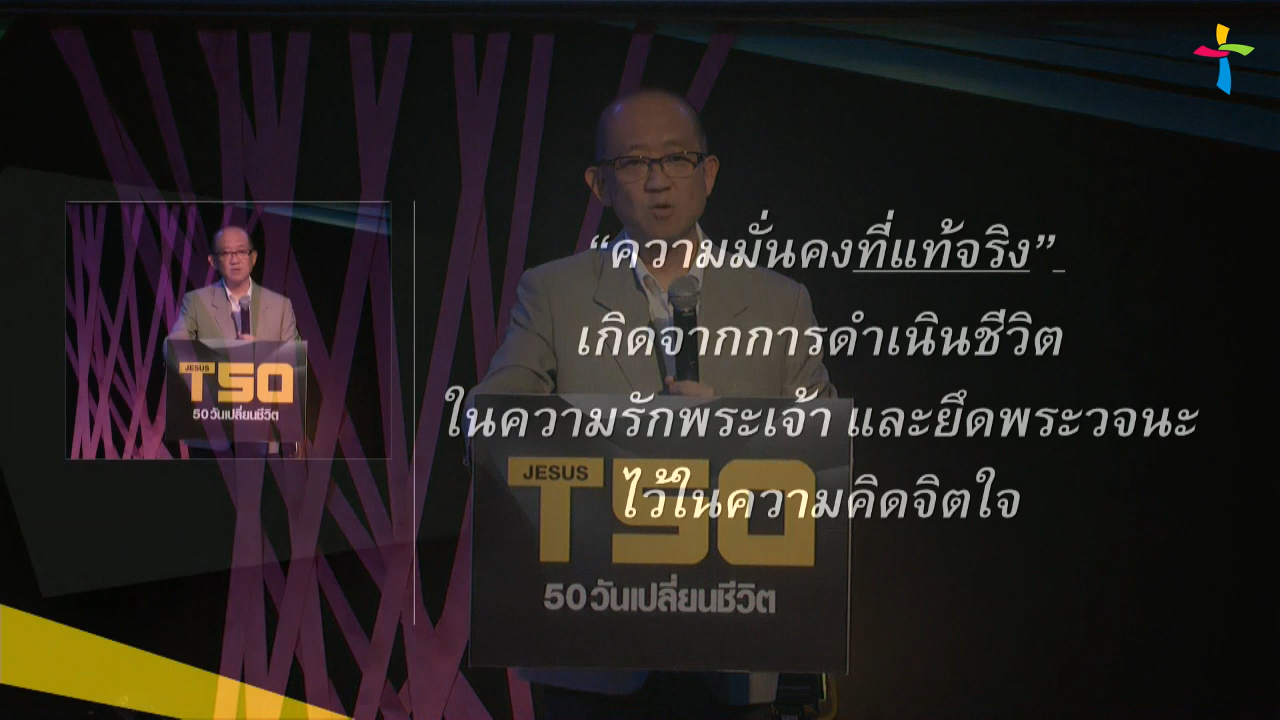 “ความมั่นคงที่แท้จริง”
เกิดจากการดำเนินชีวิต
ในความรักพระเจ้า และยึดพระวจนะ
ไว้ในความคิดจิตใจ
JESUS
T50
50 วันเปลี่ยนชีวิต
JESUS
T50
50 วันเปลี่ยนชีวิต